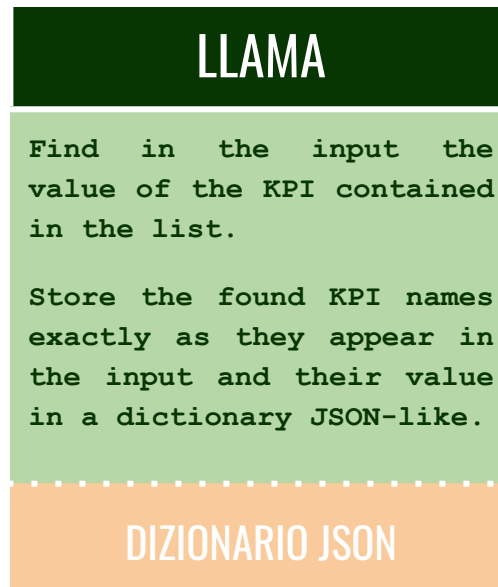 LLAMA
Find in the input the
value of the KPI contained
in the list.
Store the found KPI names
exactly as they appear in
the input and their value
in a dictionary JSON-like.
DIZIONARIO JSON